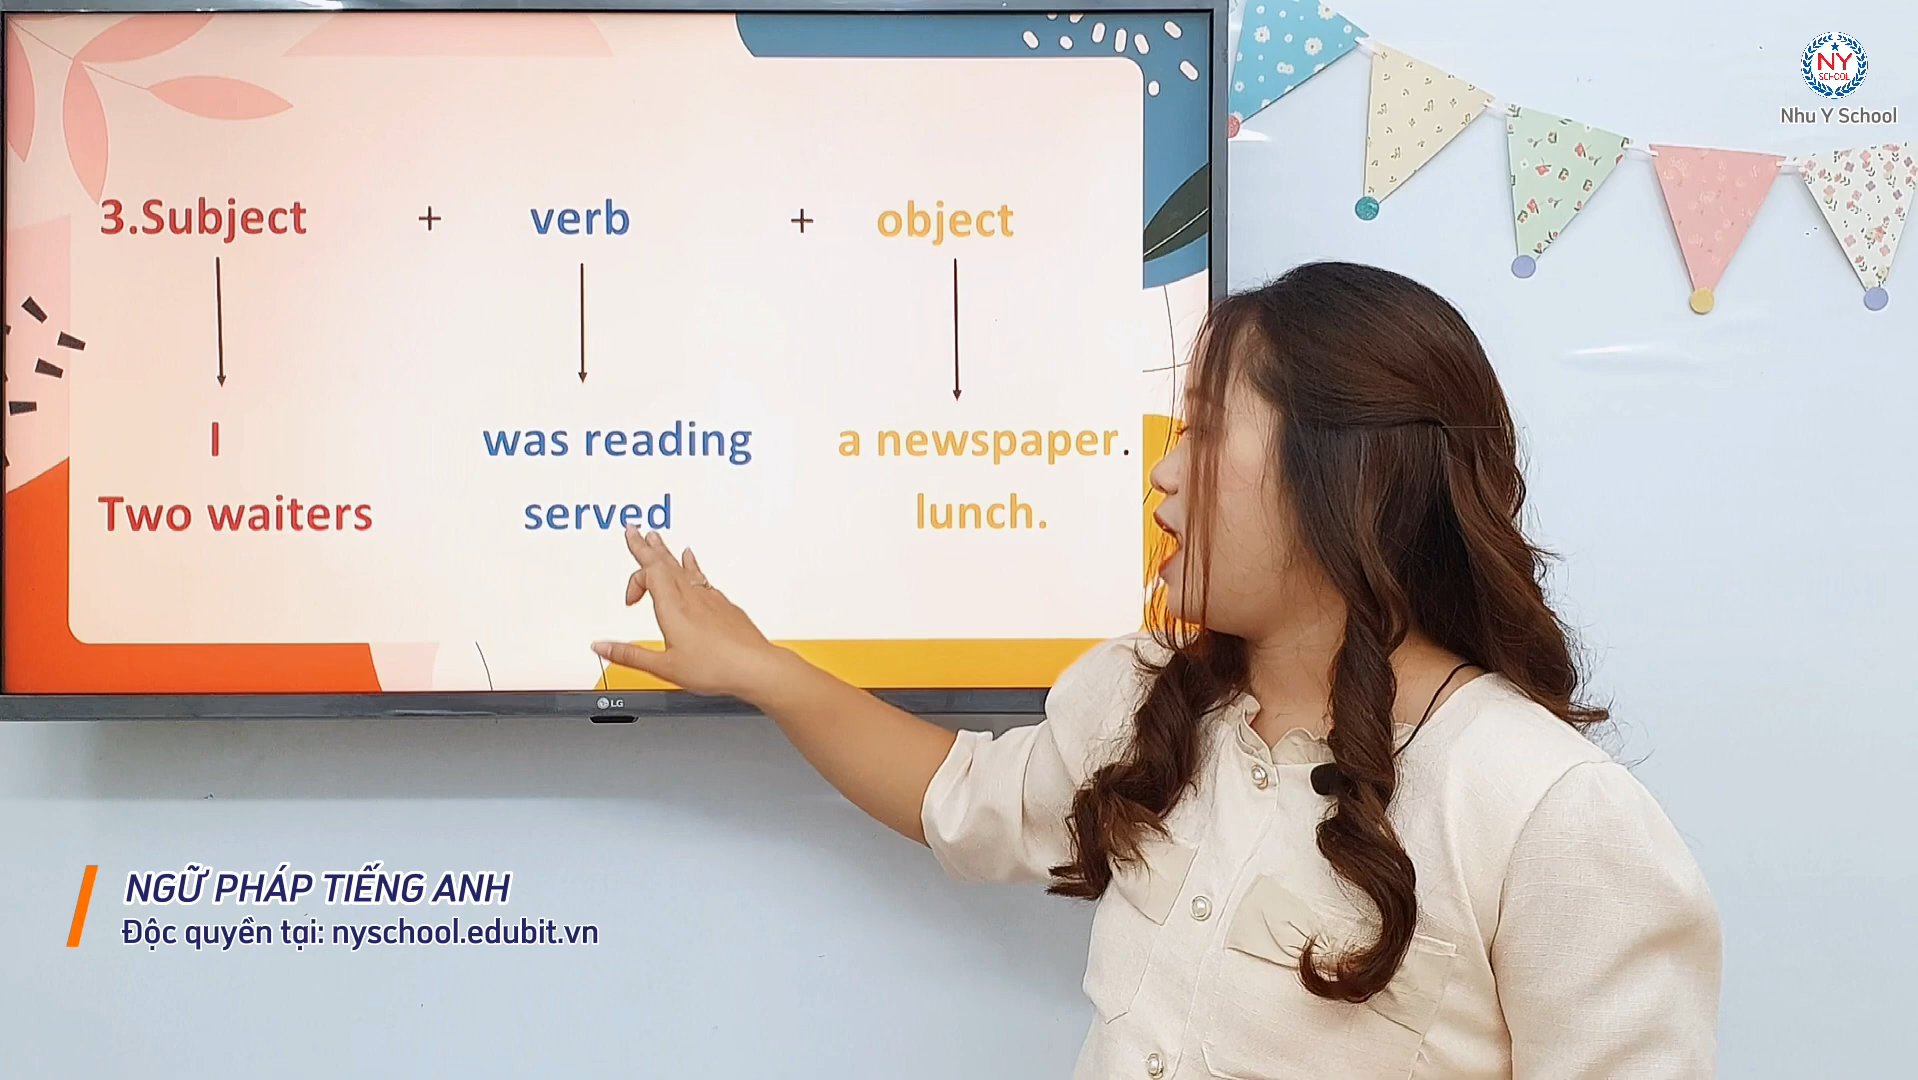 3.Subject + verb + object
I was reading a newspaper.
Two waiters served lunch.
LG
NY
SCHOOL
Nhu Y School
NGỮ PHÁP TIẾNG ANH
Độc quyền tại: nyschool.edubit.vn